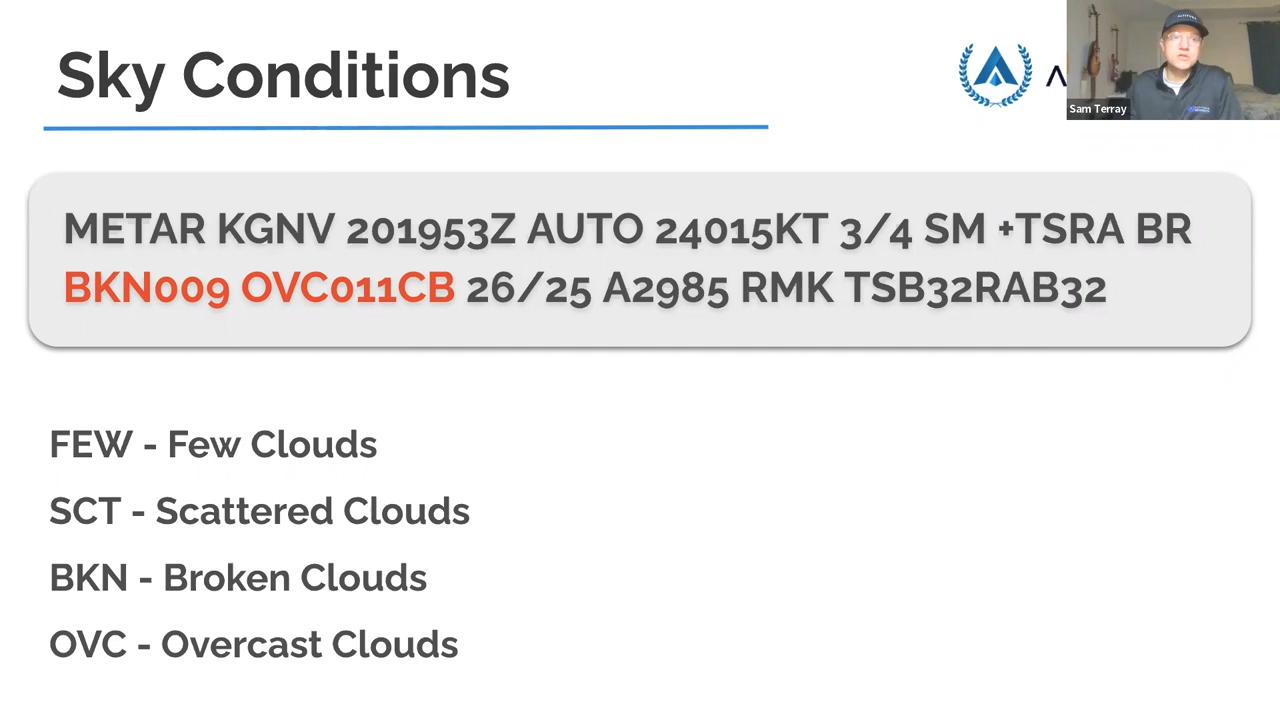 Sky Conditions
Sam Terray
METAR KGNV 201953Z AUTO 24015KT 3/4 SM +TSRA BR
BKN009 OVC011CB 26/25 A2985 RMK TSB32RAB32
FEW - Few Clouds
SCT - Scattered Clouds
BKN - Broken Clouds
OVC - Overcast Clouds